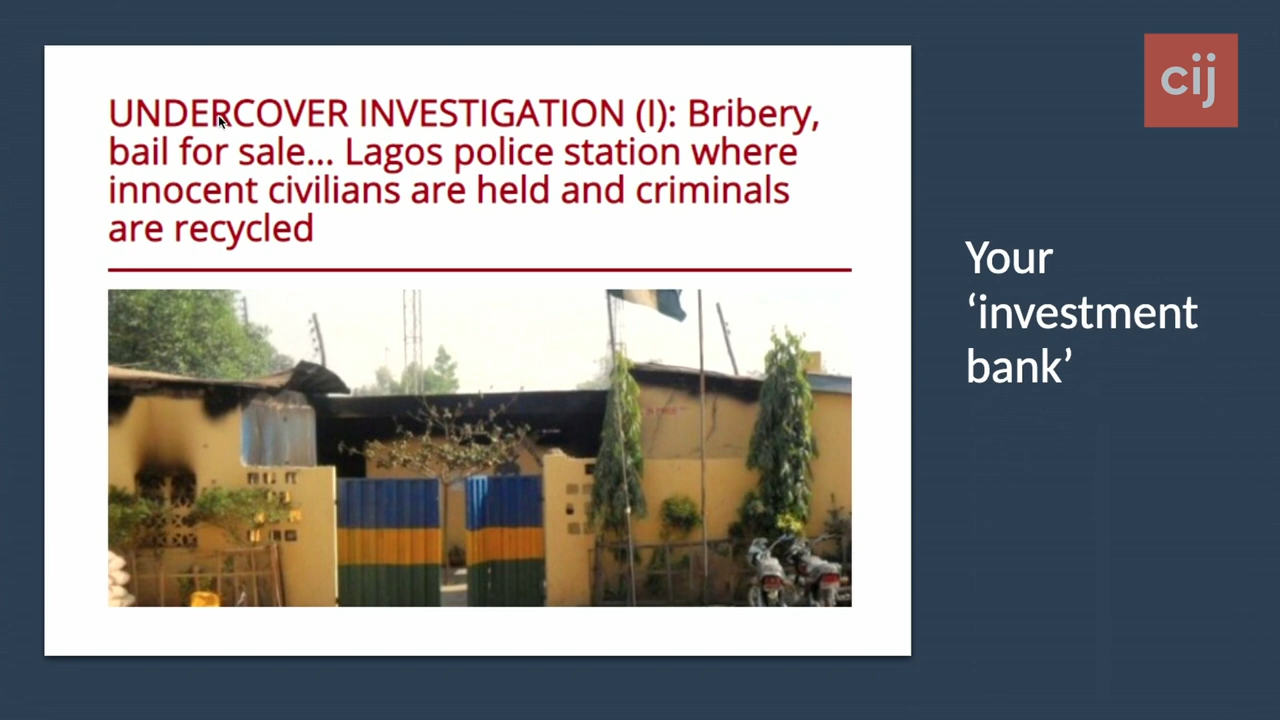 UNDERCOVER INVESTIGATION (I): Bribery,
bail for sale... Lagos police station where
innocent civilians are held and criminals
are recycled
cij
Your
‘investment
bank’